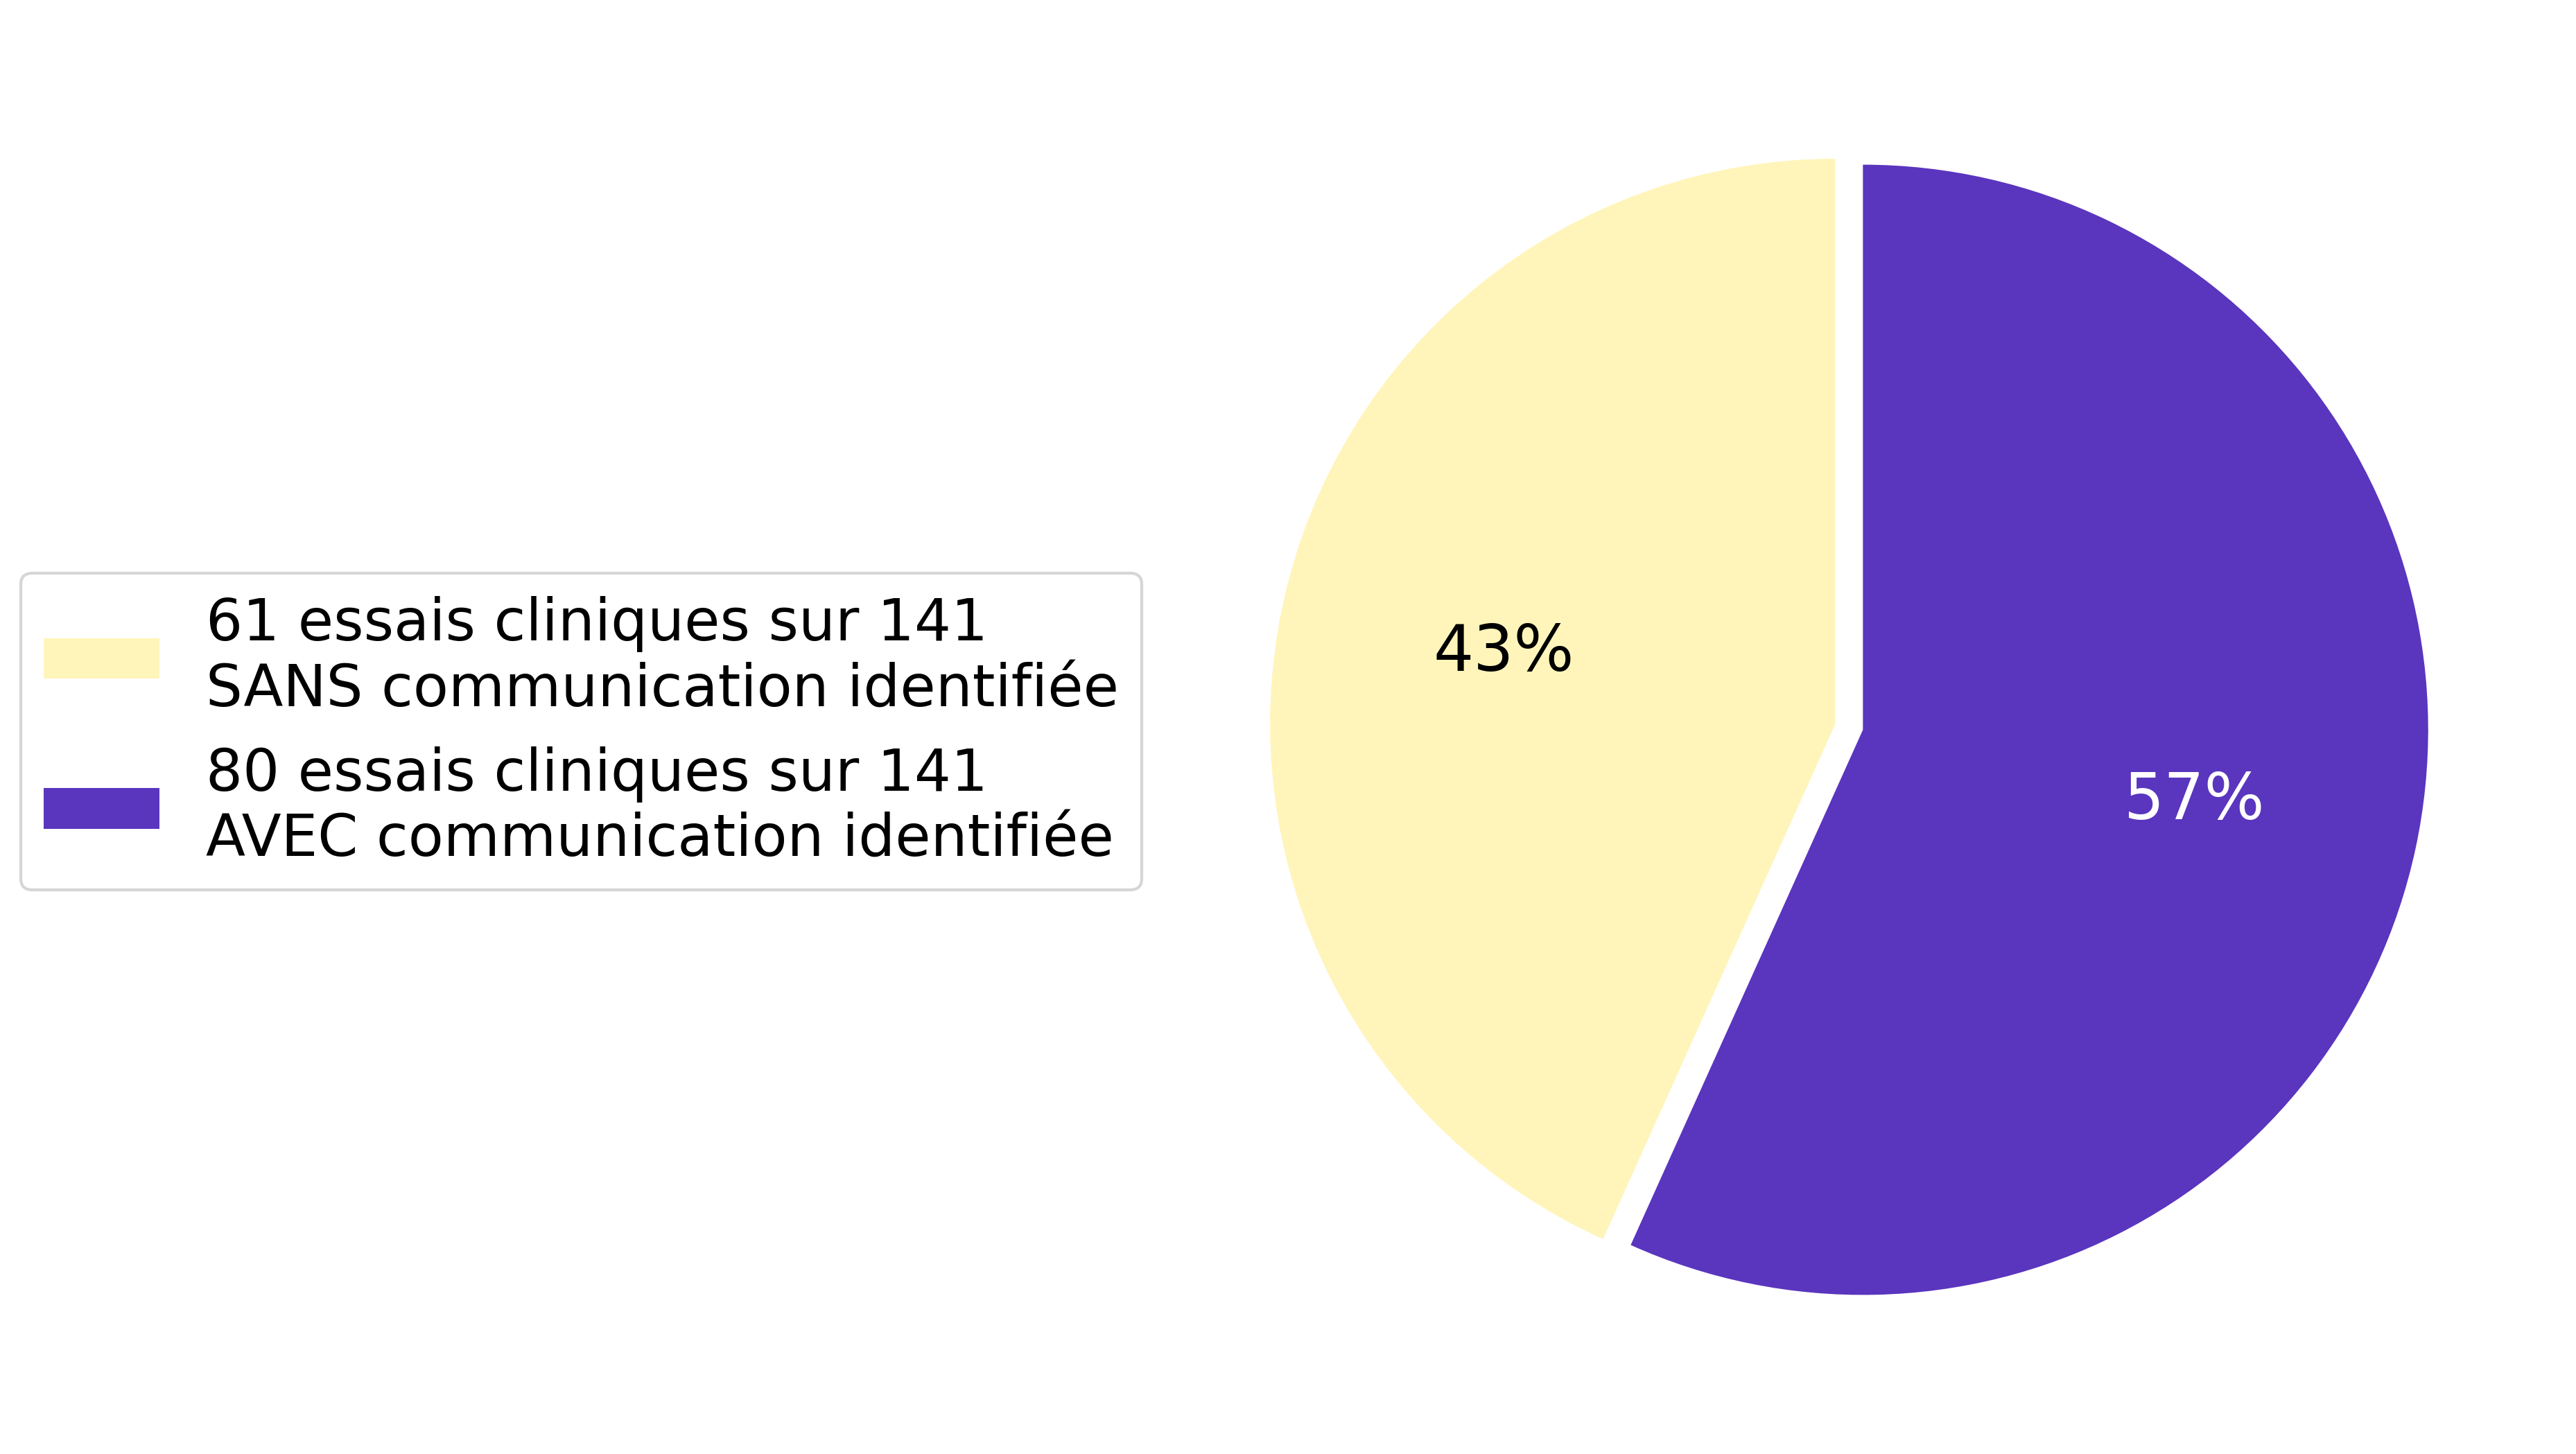 61 essais cliniques sur 141
SANS communication identifiée
80 essais cliniques sur 141
AVEC communication identifiée
43%
57%